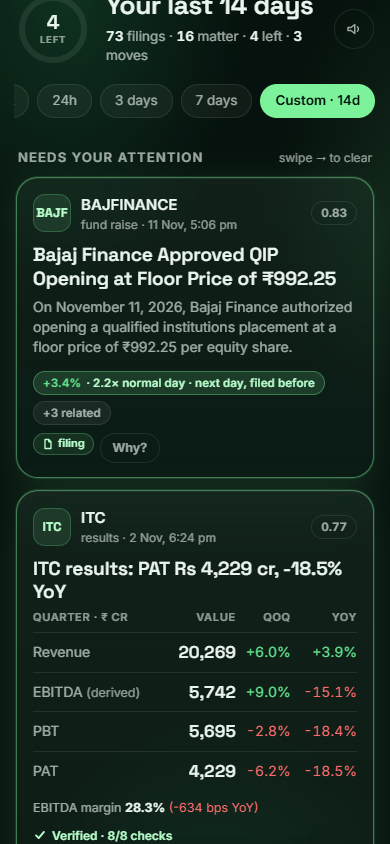 Your last 14 days
4
LEFT
73 filings · 16 matter · 4 left · 3
moves
24h
3 days
7 days
Custom · 14d
NEEDS YOUR ATTENTION
swipe → to clear
BAJF
BAJFINANCE
0.83
fund raise · 11 Nov, 5:06 pm
Bajaj Finance Approved QIP
Opening at Floor Price of ₹992.25
On November 11, 2026, Bajaj Finance authorized
opening a qualified institutions placement at a
floor price of ₹992.25 per equity share.
+3.4% · 2.2× normal day · next day, filed before
+3 related
filing
Why?
ITC
ITC
0.77
results · 2 Nov, 6:24 pm
ITC results: PAT Rs 4,229 cr, -18.5%
YoY
QUARTER · ₹ CR VALUE QOQ YOY
Revenue 20,269 +6.0% +3.9%
EBITDA (derived) 5,742 +9.0% -15.1%
PBT 5,695 -2.8% -18.4%
PAT 4,229 -6.2% -18.5%
EBITDA margin 28.3% (-634 bps YoY)
✓ Verified · 8/8 checks